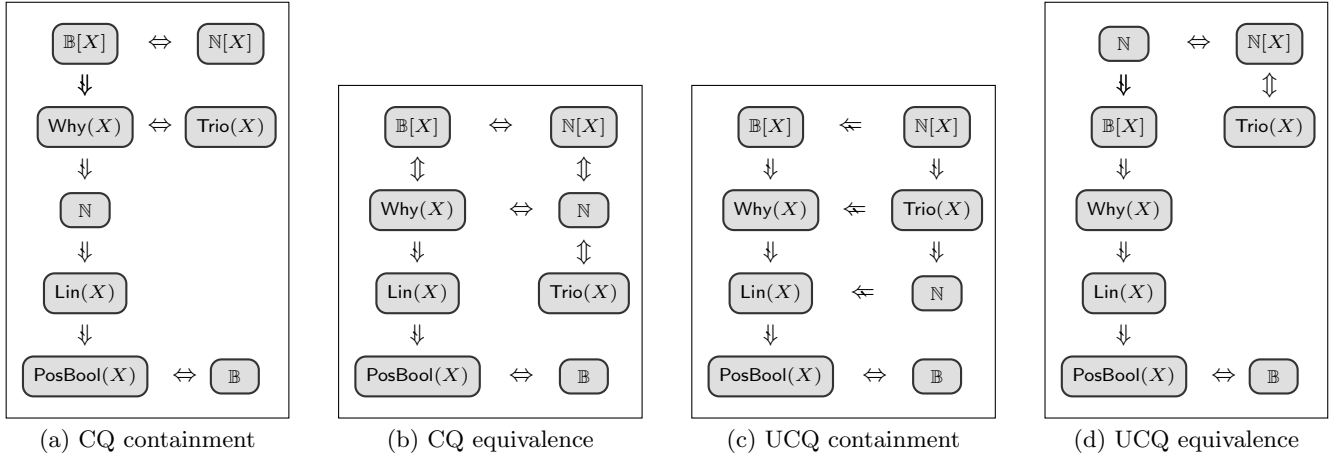 𝔹[X] ⇔ ℕ[X]
Why(X) ⇔ Trio(X)
ℕ
Lin(X)
PosBool(X) ⇔ 𝔹
(a) CQ containment
𝔹[X] ⇔ ℕ[X]
Why(X) ⇔ ℕ
Lin(X) Trio(X)
PosBool(X) ⇔ 𝔹
(b) CQ equivalence
𝔹[X] ℕ[X]
Why(X) Trio(X)
Lin(X) ℕ
PosBool(X) ⇔ 𝔹
(c) UCQ containment
ℕ ⇔ ℕ[X]
𝔹[X] Trio(X)
Why(X)
Lin(X)
PosBool(X) ⇔ 𝔹
(d) UCQ equivalence